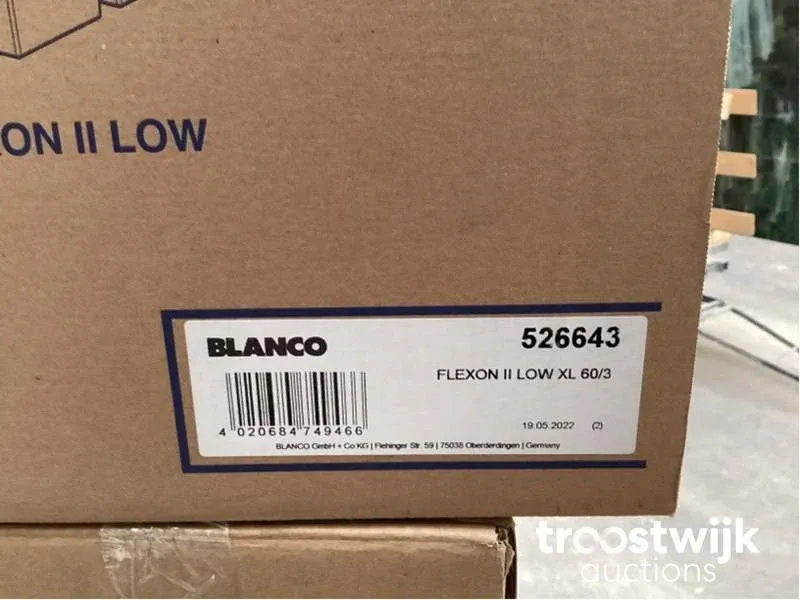 ON II LOW
BLANCO
526643
FLEXON II LOW XL 60/3
4 020684 749466
19.05.2022 (2)
BLANCO GmbH + Co KG | Flehinger Str. 59 | 75038 Oberderdingen | Germany
troostwijk
auctions